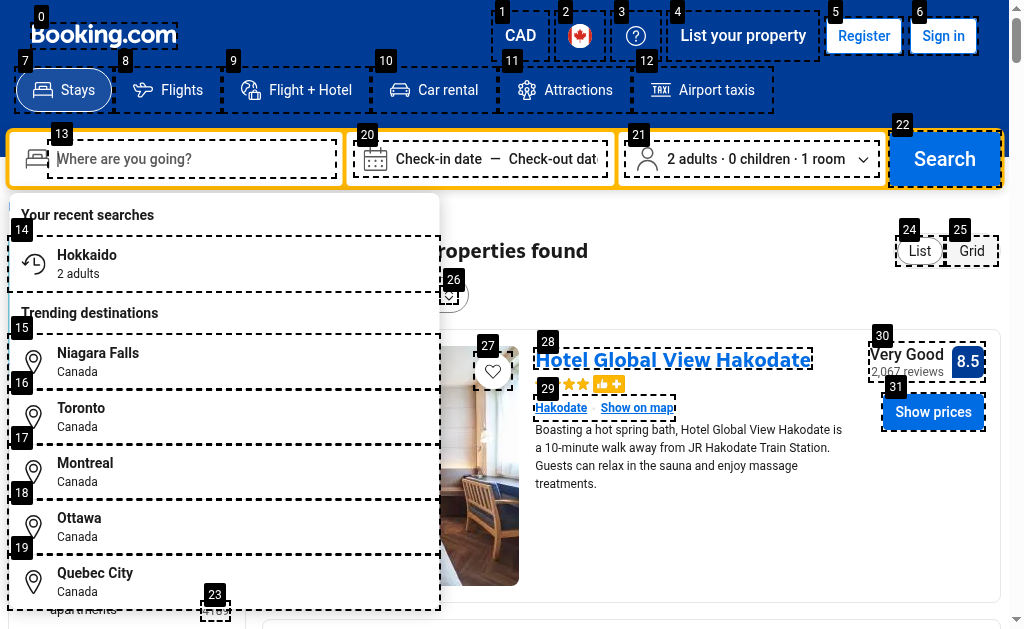 0
1
2
3
4
5
6
Booking.com
CAD
List your property
Register
Sign in
7
8
9
10
11
12
Stays
Flights
Flight + Hotel
Car rental
Attractions
Airport taxis
13
20
21
22
Where are you going?
Check-in date — Check-out dat
2 adults · 0 children · 1 room
Search
Your recent searches
14
Hokkaido
2 adults
Trending destinations
15
Niagara Falls
Canada
16
Toronto
Canada
17
Montreal
Canada
18
Ottawa
Canada
19
Quebec City
Canada
apartments
23
4189
roperties found
24
25
List
Grid
26
27
28
Hotel Global View Hakodate
29
Hakodate
Show on map
Boasting a hot spring bath, Hotel Global View Hakodate is
a 10-minute walk away from JR Hakodate Train Station.
Guests can relax in the sauna and enjoy massage
treatments.
30
Very Good
2,067 reviews
8.5
31
Show prices